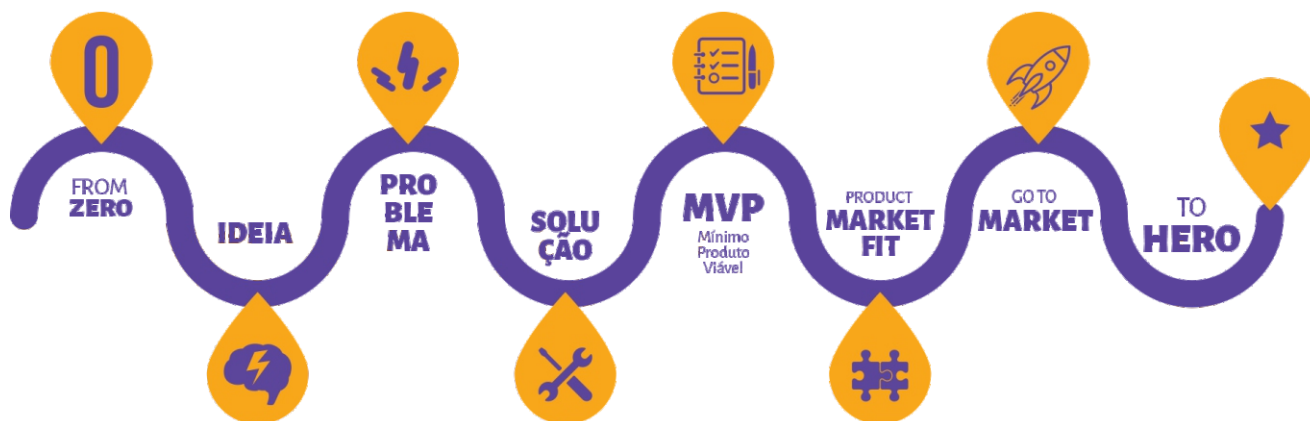 0
FROM
ZERO
IDEIA
PRO
BLE
MA
SOLU
ÇÃO
MVP
Mínimo
Produto
Viável
PRODUCT
MARKET
FIT
GO TO
MARKET
TO
HERO